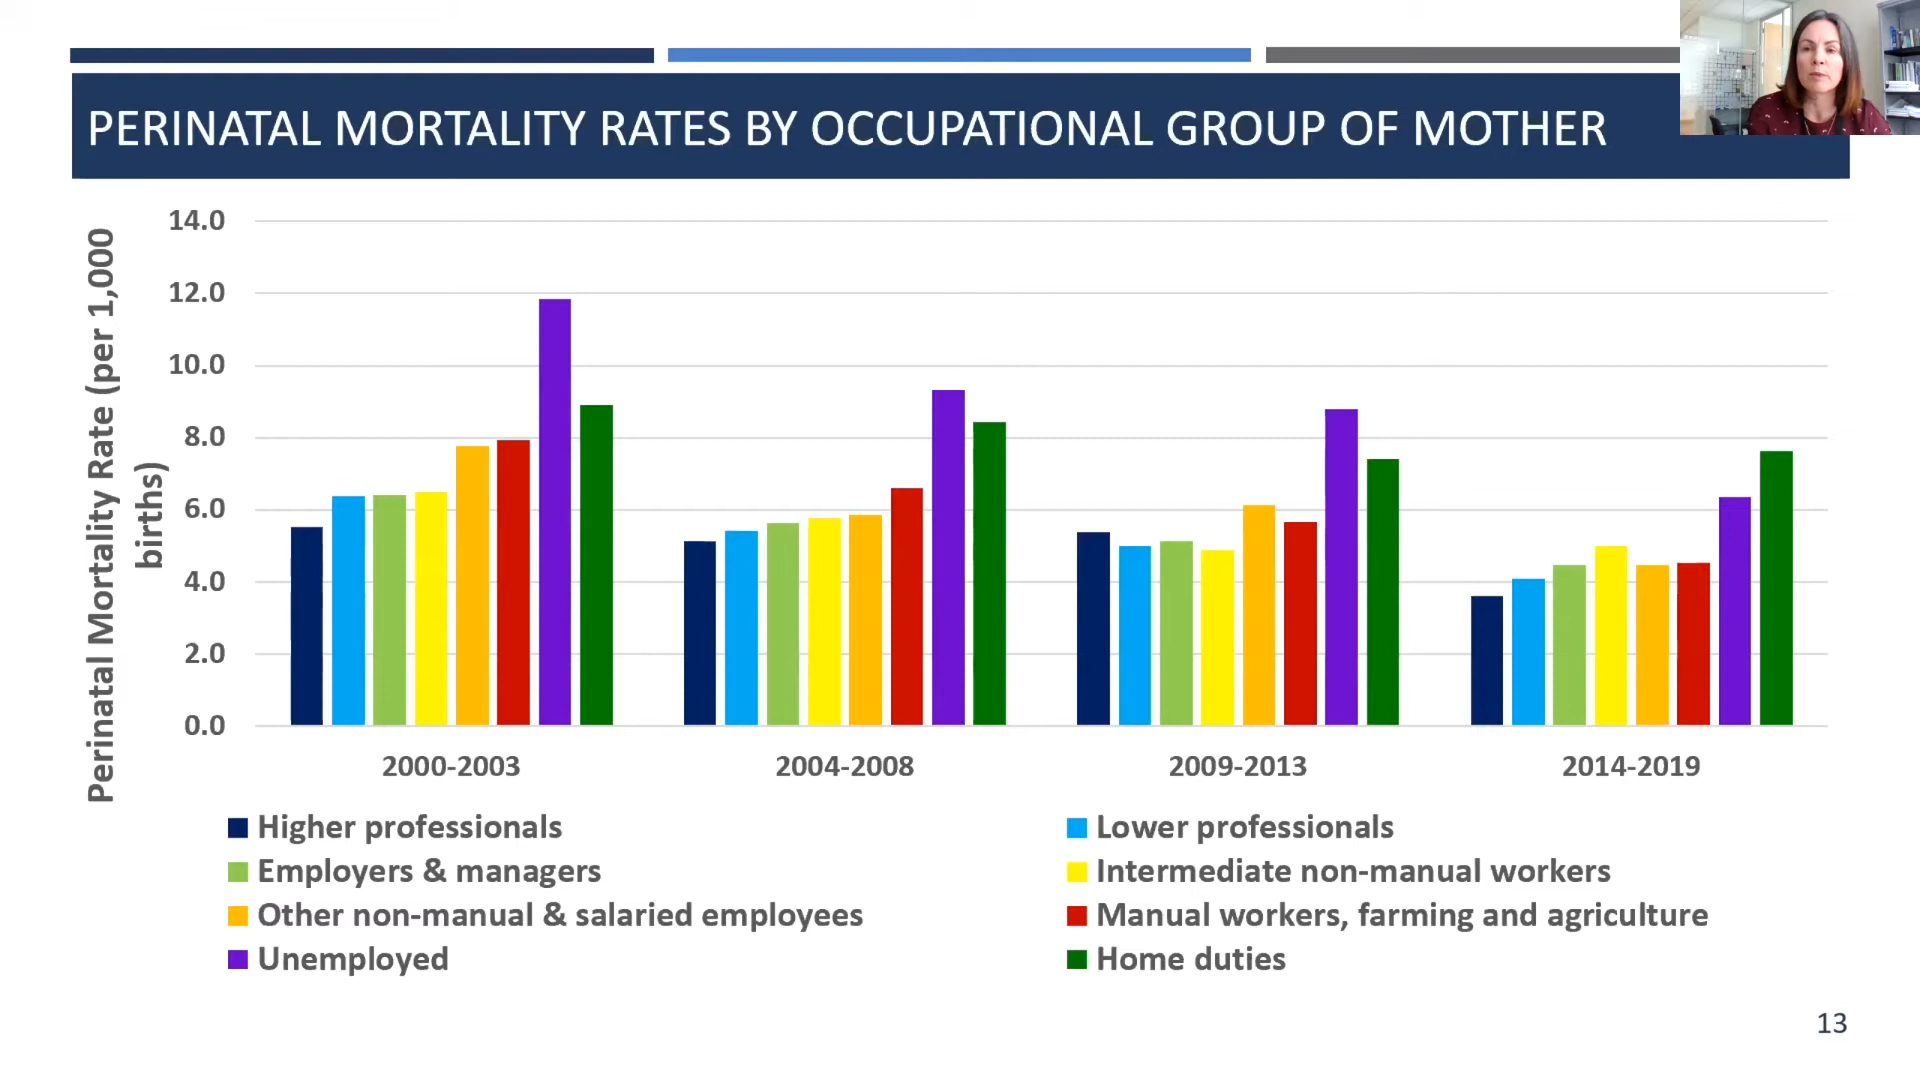 PERINATAL MORTALITY RATES BY OCCUPATIONAL GROUP OF MOTHER
Perinatal Mortality Rate (per 1,000
births)
14.0
12.0
10.0
8.0
6.0
4.0
2.0
0.0
2000-2003
2004-2008
2009-2013
2014-2019
Higher professionals
Lower professionals
Employers & managers
Intermediate non-manual workers
Other non-manual & salaried employees
Manual workers, farming and agriculture
Unemployed
Home duties
13